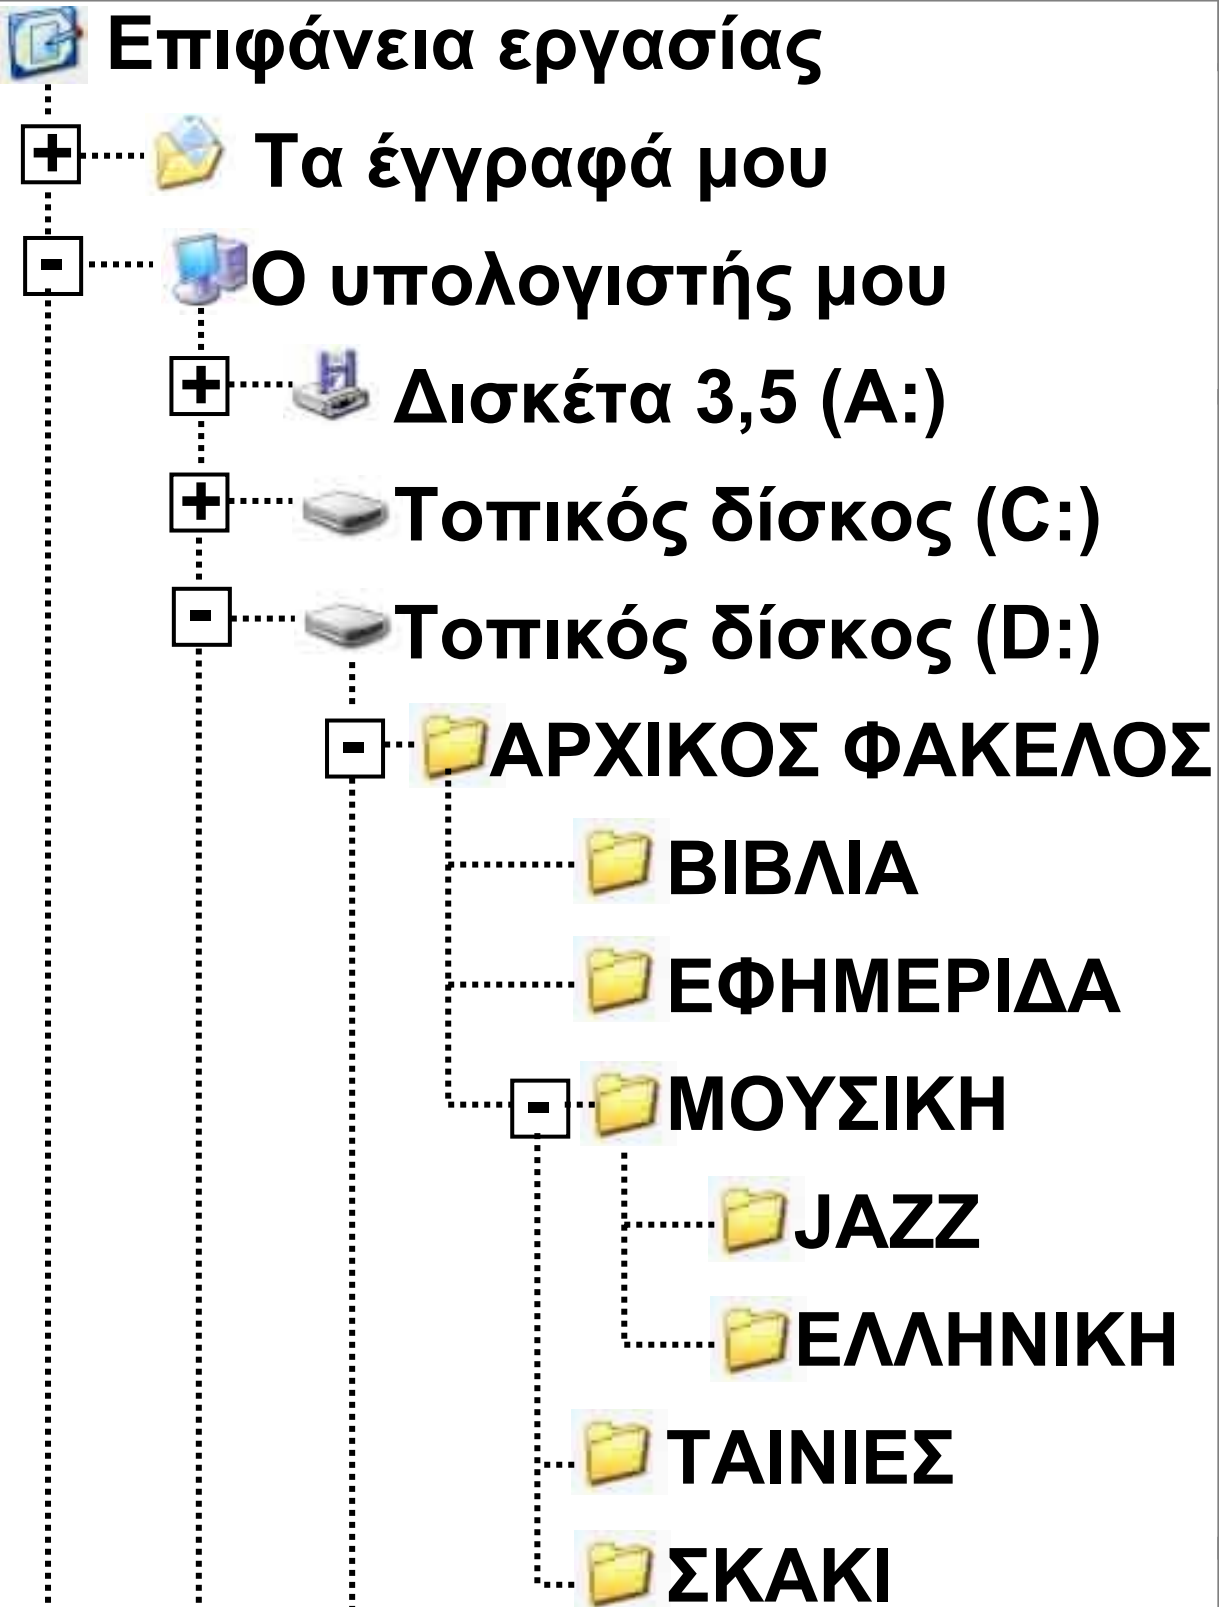 Επιφάνεια εργασίας
+ Τα έγγραφά μου
- Ο υπολογιστής μου
+ Δισκέτα 3,5 (Α:)
+ Τοπικός δίσκος (C:)
- Τοπικός δίσκος (D:)
- ΑΡΧΙΚΟΣ ΦΑΚΕΛΟΣ
ΒΙΒΛΙΑ
ΕΦΗΜΕΡΙΔΑ
- ΜΟΥΣΙΚΗ
JAZZ
ΕΛΛΗΝΙΚΗ
ΤΑΙΝΙΕΣ
ΣΚΑΚΙ